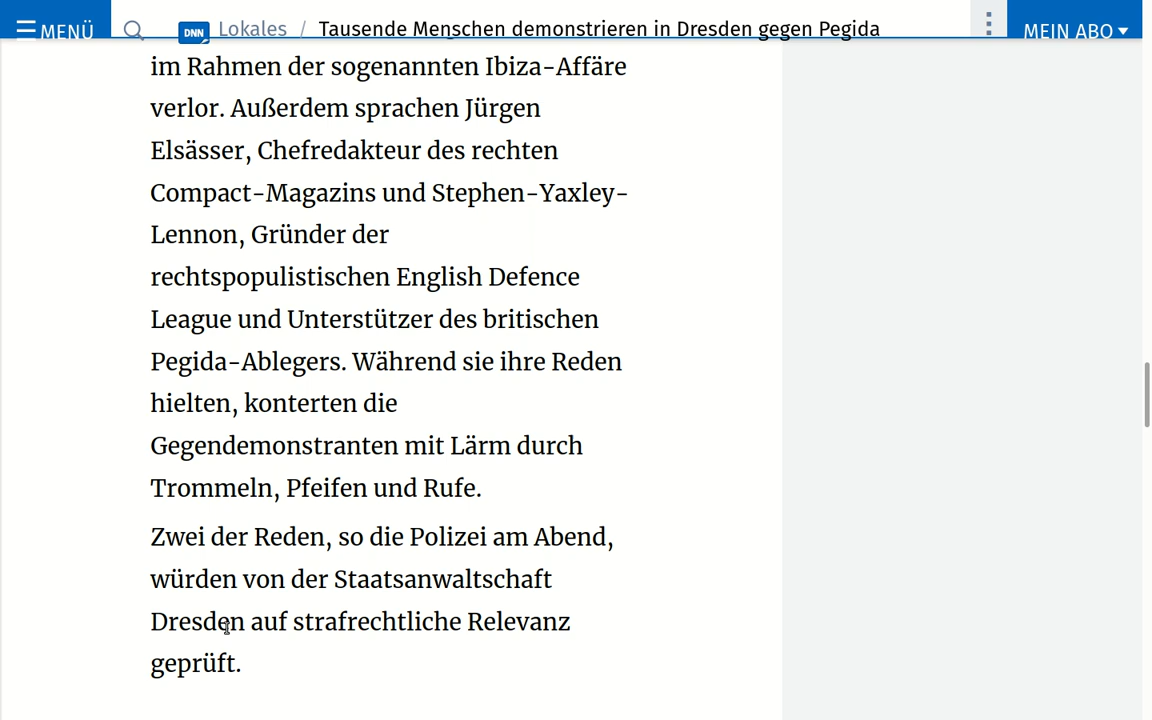 MENÜ
DNN Lokales / Tausende Menschen demonstrieren in Dresden gegen Pegida
MEIN ABO
im Rahmen der sogenannten Ibiza-Affäre
verlor. Außerdem sprachen Jürgen
Elsässer, Chefredakteur des rechten
Compact-Magazins und Stephen-Yaxley-
Lennon, Gründer der
rechtspopulistischen English Defence
League und Unterstützer des britischen
Pegida-Ablegers. Während sie ihre Reden
hielten, konterten die
Gegendemonstranten mit Lärm durch
Trommeln, Pfeifen und Rufe.
Zwei der Reden, so die Polizei am Abend,
würden von der Staatsanwaltschaft
Dresden auf strafrechtliche Relevanz
geprüft.